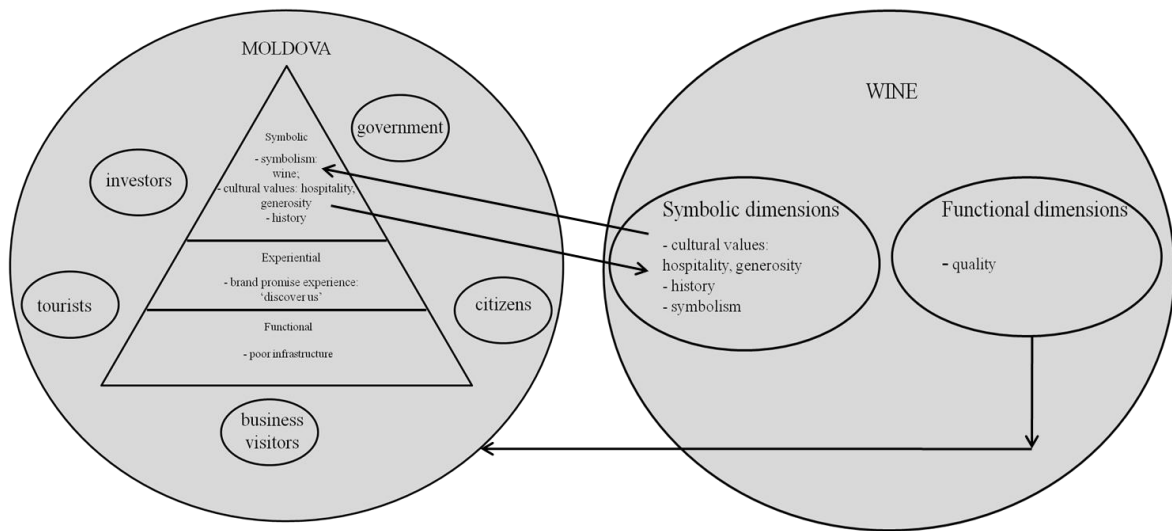 MOLDOVA
government
investors
tourists
citizens
business
visitors
Symbolic
- symbolism:
wine;
- cultural values: hospitality,
generosity
- history
Experiential
- brand promise experience:
‘discover us’
Functional
- poor infrastructure
WINE
Symbolic dimensions
- cultural values:
hospitality, generosity
- history
- symbolism
Functional dimensions
- quality